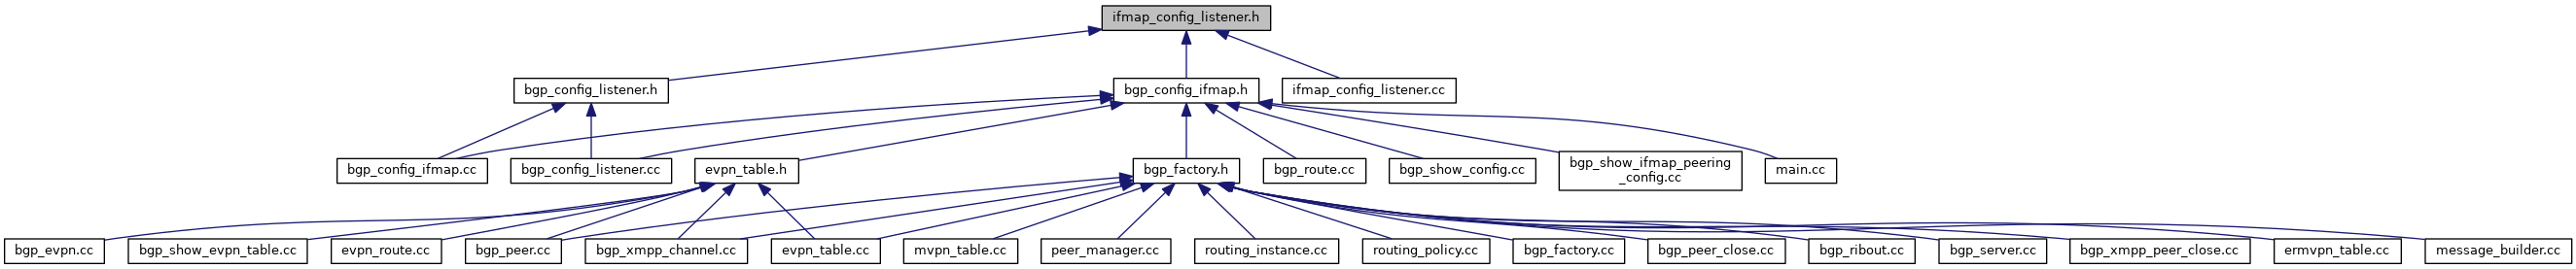 ifmap_config_listener.h
bgp_config_listener.h
bgp_config_ifmap.h
ifmap_config_listener.cc
bgp_config_ifmap.cc
bgp_config_listener.cc
evpn_table.h
bgp_factory.h
bgp_route.cc
bgp_show_config.cc
bgp_show_ifmap_peering
_config.cc
main.cc
bgp_evpn.cc
bgp_show_evpn_table.cc
evpn_route.cc
bgp_peer.cc
bgp_xmpp_channel.cc
evpn_table.cc
mvpn_table.cc
peer_manager.cc
routing_instance.cc
routing_policy.cc
bgp_factory.cc
bgp_peer_close.cc
bgp_ribout.cc
bgp_server.cc
bgp_xmpp_peer_close.cc
ermvpn_table.cc
message_builder.cc